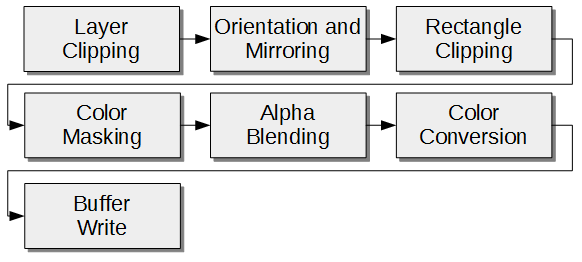 Layer
Clipping
Orientation and
Mirroring
Rectangle
Clipping
Color
Masking
Alpha
Blending
Color
Conversion
Buffer
Write